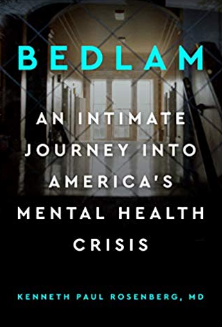 BEDLAM
AN INTIMATE
JOURNEY INTO
AMERICA'S
MENTAL HEALTH
CRISIS
KENNETH PAUL ROSENBERG, MD